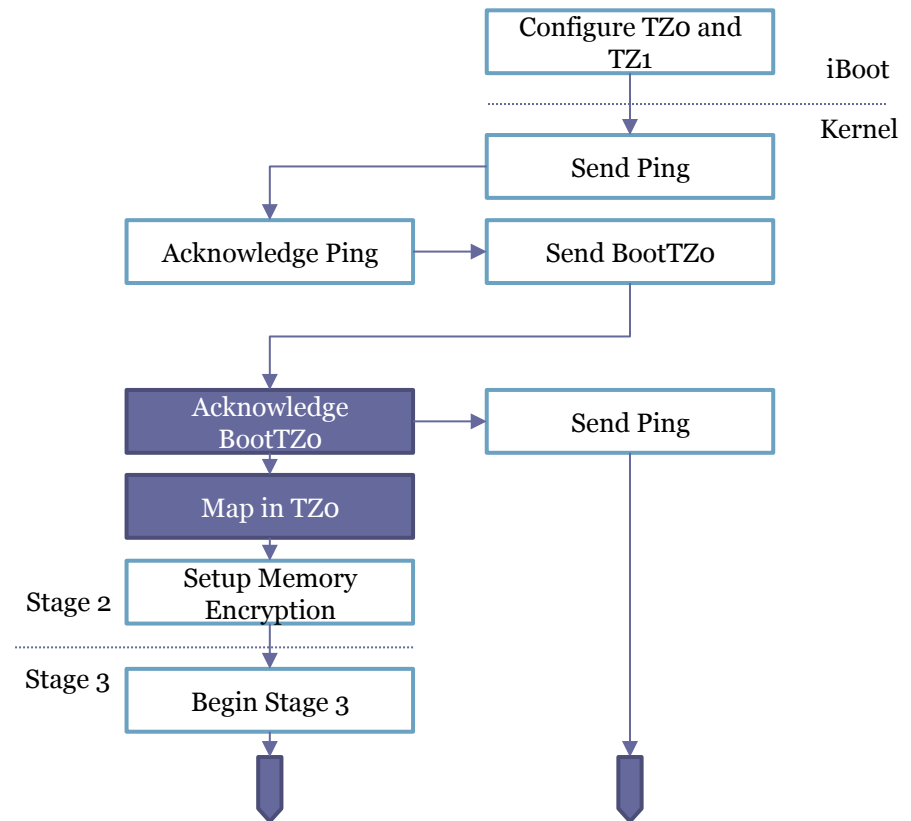 Configure TZ0 and
TZ1
iBoot
Kernel
Send Ping
Acknowledge Ping
Send BootTZ0
Acknowledge
BootTZ0
Send Ping
Map in TZ0
Setup Memory
Encryption
Stage 2
Stage 3
Begin Stage 3